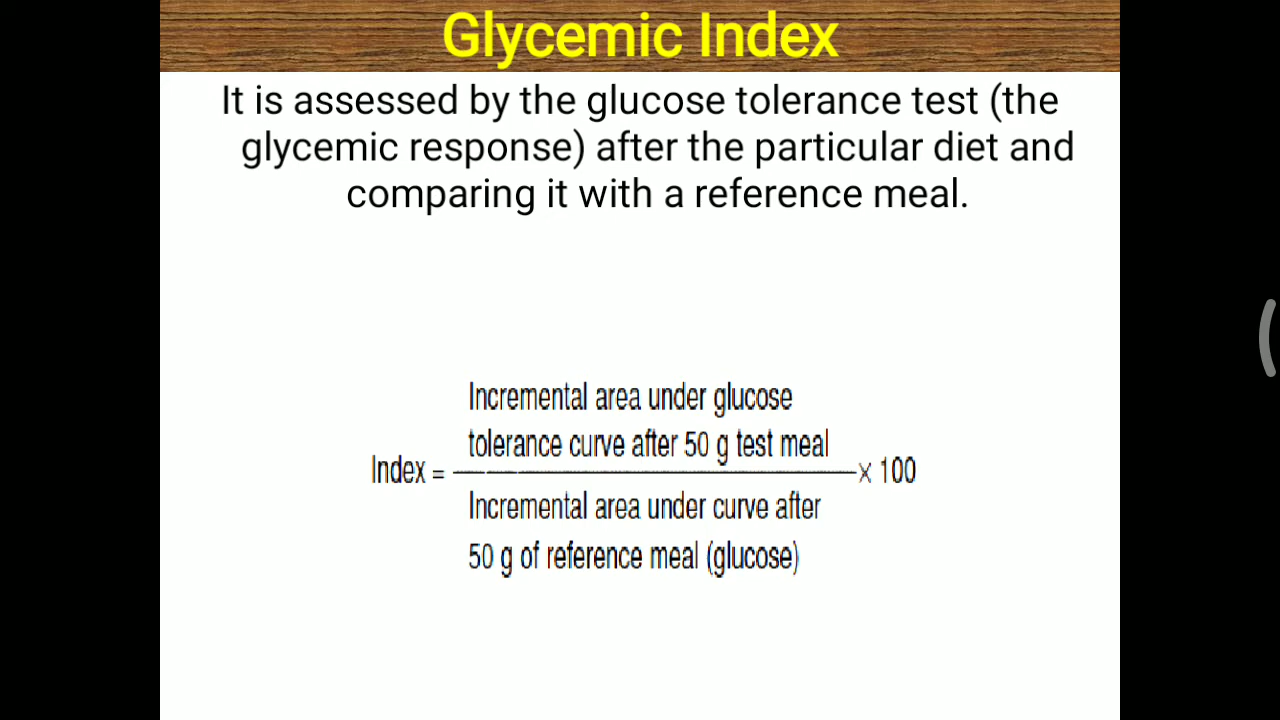 Glycemic Index
It is assessed by the glucose tolerance test (the
glycemic response) after the particular diet and
comparing it with a reference meal.
Incremental area under glucose
tolerance curve after 50 g test meal
Index = × 100
Incremental area under curve after
50 g of reference meal (glucose)